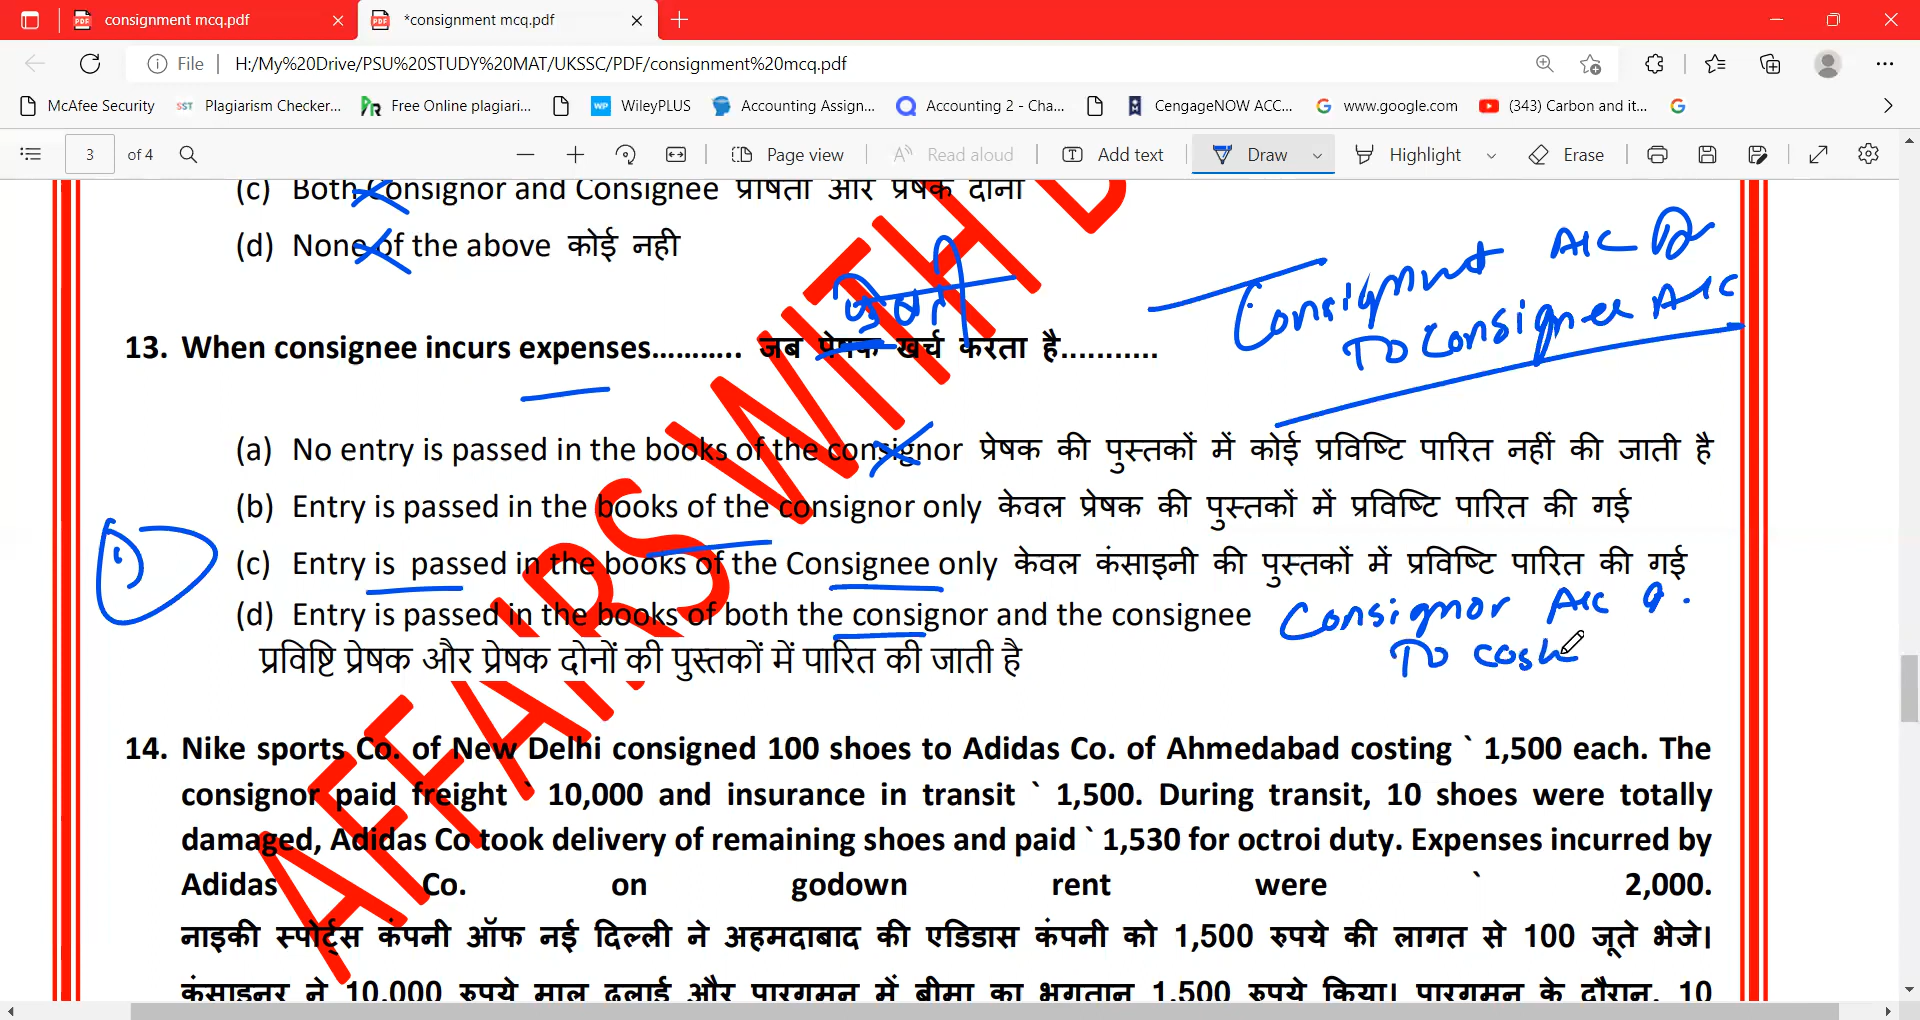 consignment mcq.pdf
*consignment mcq.pdf
File
H:/My%20Drive/PSU%20STUDY%20MAT/UKSSC/PDF/consignment%20mcq.pdf
McAfee Security
SST Plagiarism Checker...
PR Free Online plagiari...
WP WileyPLUS
Accounting Assign...
Accounting 2 - Cha...
CengageNOW ACC...
www.google.com
(343) Carbon and it...
3 of 4
Page view
Read aloud
Add text
Draw
Highlight
Erase
(c) Both Consignor and Consignee प्रेषिती और प्रेषक दोनों
(d) None of the above कोई नही
Consignment A/C Dr
To Consignee A/C
13. When consignee incurs expenses........... जब प्रेषक खर्च करता है...........
(a) No entry is passed in the books of the consignor प्रेषक की पुस्तकों में कोई प्रविष्टि पारित नहीं की जाती है
(b) Entry is passed in the books of the consignor only केवल प्रेषक की पुस्तकों में प्रविष्टि पारित की गई
(c) Entry is passed in the books of the Consignee only केवल कंसाइनी की पुस्तकों में प्रविष्टि पारित की गई
(d) Entry is passed in the books of both the consignor and the consignee
Consignor A/C
To cash
प्रविष्टि प्रेषक और प्रेषक दोनों की पुस्तकों में पारित की जाती है
14. Nike sports Co. of New Delhi consigned 100 shoes to Adidas Co. of Ahmedabad costing ` 1,500 each. The
consignor paid freight ` 10,000 and insurance in transit ` 1,500. During transit, 10 shoes were totally
damaged, Adidas Co took delivery of remaining shoes and paid ` 1,530 for octroi duty. Expenses incurred by
Adidas Co. on godown rent were ` 2,000.
नाइकी स्पोर्ट्स कंपनी ऑफ नई दिल्ली ने अहमदाबाद की एडिडास कंपनी को 1,500 रुपये की लागत से 100 जूते भेजे।
कंसाइनर ने 10,000 रुपये माल ढुलाई और पारगमन में बीमा का भुगतान 1,500 रुपये किया। पारगमन के दौरान, 10
AFFAIRS WITH